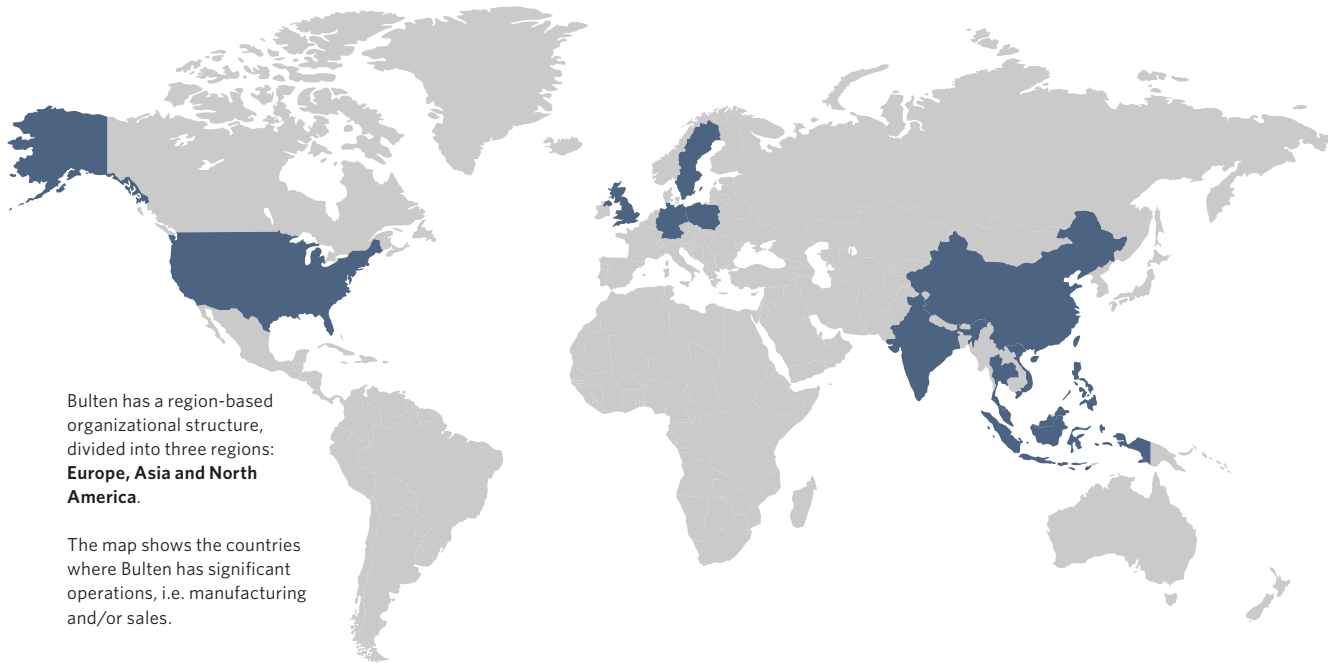 Bulten has a region-based
organizational structure,
divided into three regions:
Europe, Asia and North
America.
The map shows the countries
where Bulten has significant
operations, i.e. manufacturing
and/or sales.